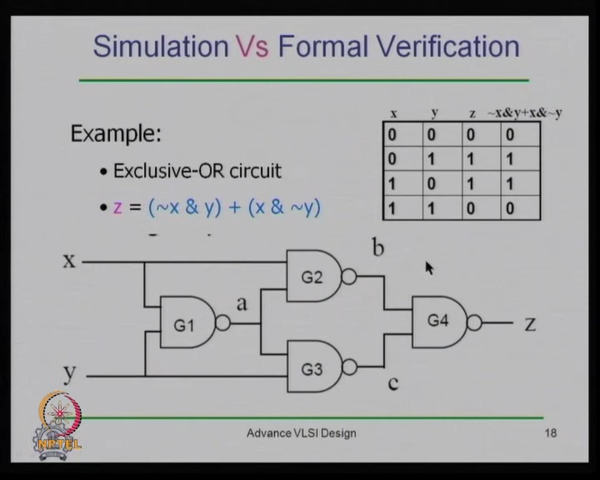 Simulation Vs Formal Verification
Example:
• Exclusive-OR circuit
• z = (~x & y) + (x & ~y)
x y z ~x&y+x&~y
0 0 0 0
0 1 1 1
1 0 1 1
1 1 0 0
x
y
G1
a
G2
G3
b
c
G4
z
NPTEL
Advance VLSI Design
18